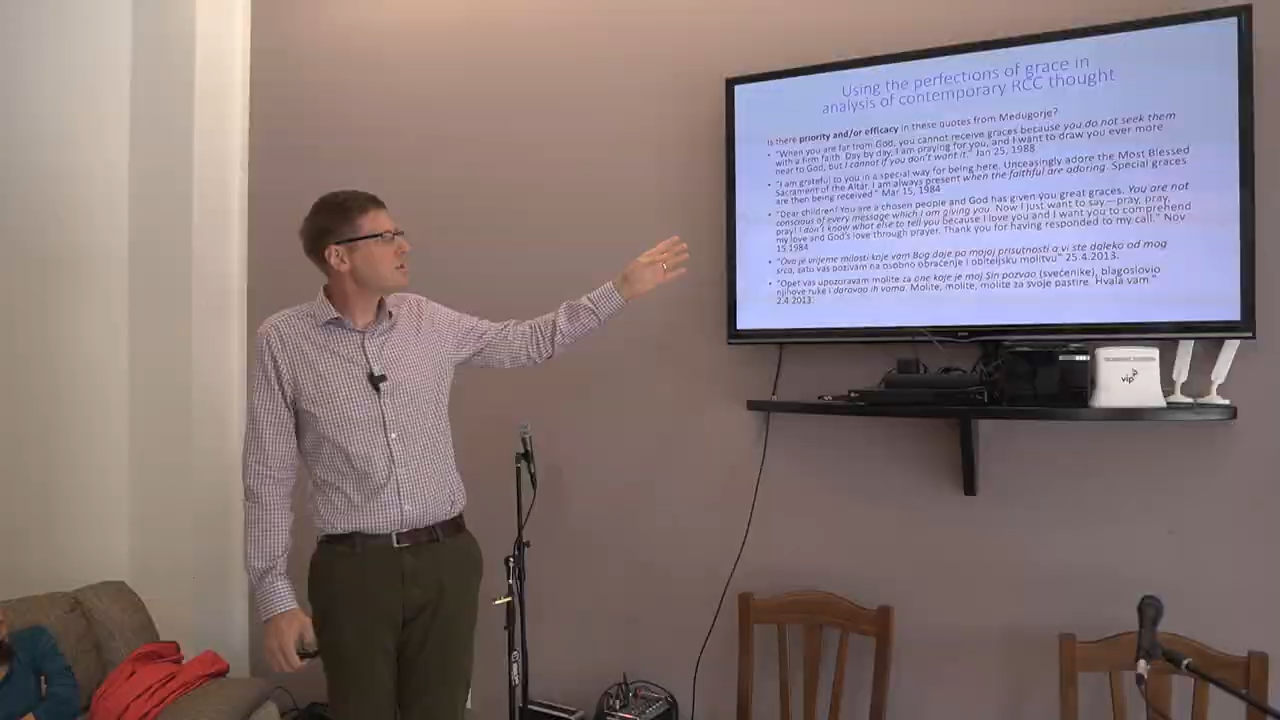 Using the perfections of grace in
analysis of contemporary RCC thought
Is there priority and/or efficacy in these quotes from Medugorje?
• "When you are far from God, you cannot receive graces because you do not seek them
with a firm faith. Day by day, I am praying for you, and I want to draw you ever more
near to God, but I cannot if you don't want it." Jan 25, 1988
• "I am grateful to you in a special way for being here. Unceasingly adore the Most Blessed
Sacrament of the Altar. I am always present when the faithful are adoring. Special graces
are then being received" Mar 15, 1984
• "Dear children! You are a chosen people and God has given you great graces. You are not
conscious of every message which I am giving you. Now I just want to say—pray, pray,
pray! I don't know what else to tell you because I love you and I want you to comprehend
my love and God's love through prayer. Thank you for having responded to my call." Nov
15 1984
• "Ovo je vrijeme milosti koje vam Bog daje po mojoj prisutnosti a vi ste daleko od mog
srca, zato vas pozivam na osobno obraćenje i obiteljsku molitvu" 25.4.2013.
• "Opet vas upozoravam molite za one koje je moj Sin pozvao (svećenike), blagoslovio
njihove ruke i darovao ih vama. Molite, molite, molite za svoje pastire. Hvala vam"
2.4.2013.
vip